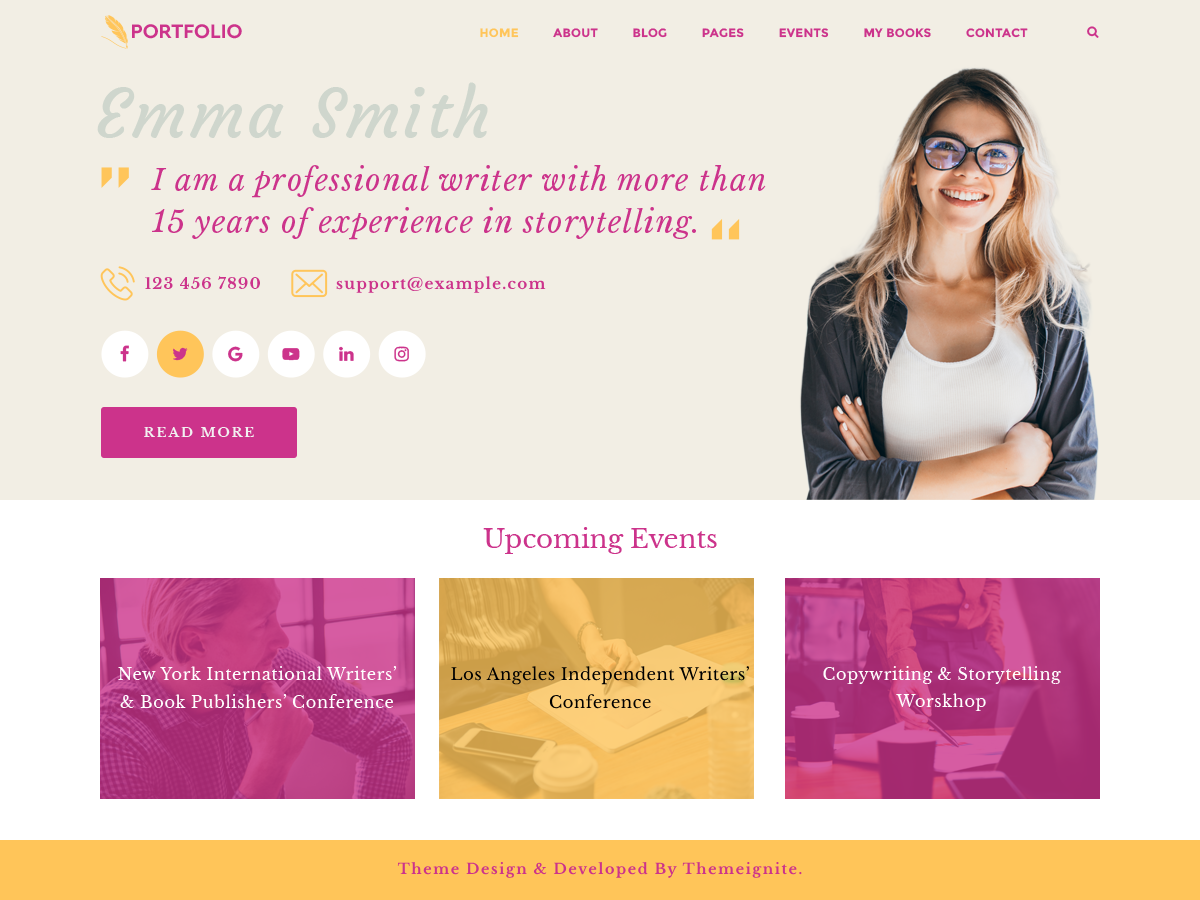 PORTFOLIO
HOME ABOUT BLOG PAGES EVENTS MY BOOKS CONTACT
Emma Smith
" I am a professional writer with more than
15 years of experience in storytelling. "
123 456 7890 support@example.com
READ MORE
Upcoming Events
New York International Writers’
& Book Publishers’ Conference
Los Angeles Independent Writers’
Conference
Copywriting & Storytelling
Worskhop
Theme Design & Developed By Themeignite.